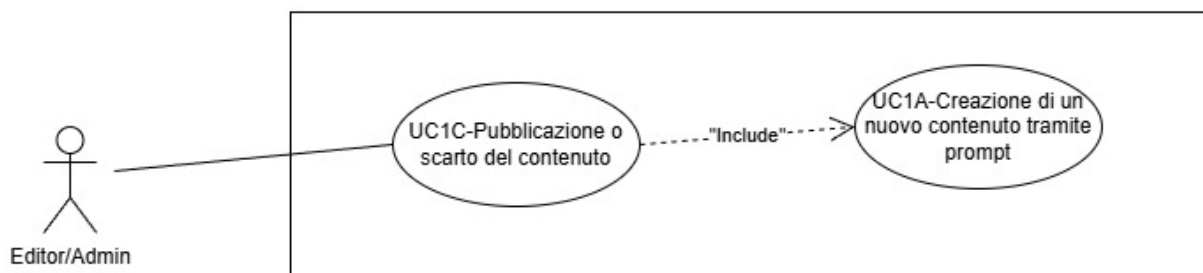 UC1C-Pubblicazione o
scarto del contenuto
"Include"
UC1A-Creazione di un
nuovo contenuto tramite
prompt
Editor/Admin